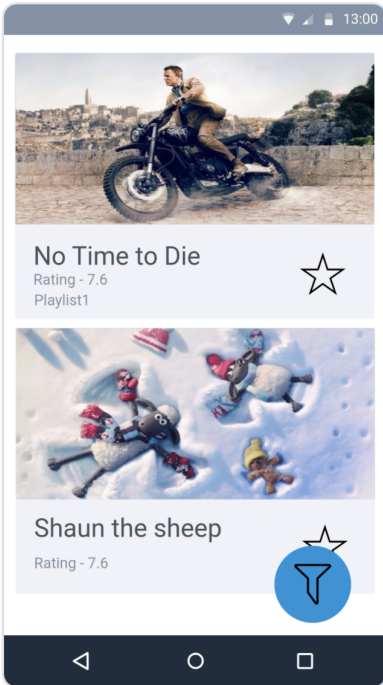 13:00
No Time to Die
Rating - 7.6
Playlist1
Shaun the sheep
Rating - 7.6